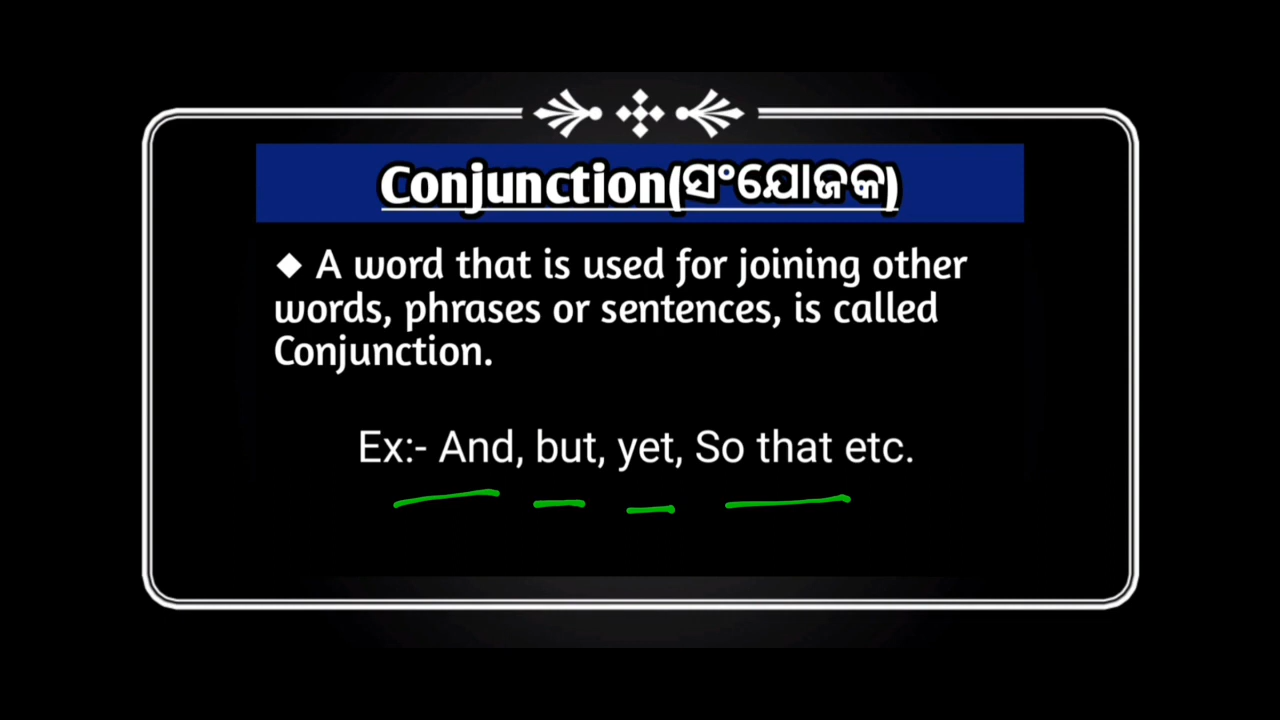 Conjunction(ସଂଯୋଜକ)
◆ A word that is used for joining other
words, phrases or sentences, is called
Conjunction.
Ex:- And, but, yet, So that etc.